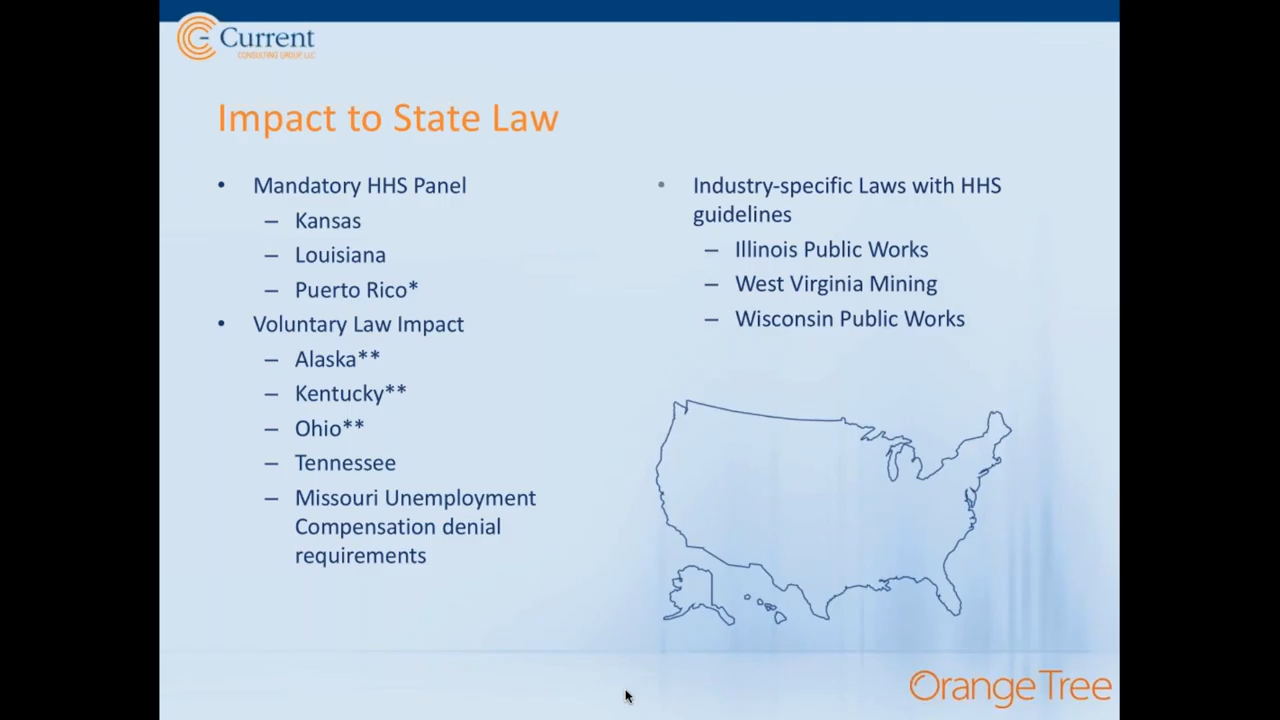 Current
CONSULTING GROUP, LLC
Impact to State Law
• Mandatory HHS Panel
– Kansas
– Louisiana
– Puerto Rico*
• Voluntary Law Impact
– Alaska**
– Kentucky**
– Ohio**
– Tennessee
– Missouri Unemployment
Compensation denial
requirements
• Industry-specific Laws with HHS
guidelines
– Illinois Public Works
– West Virginia Mining
– Wisconsin Public Works
Orange Tree